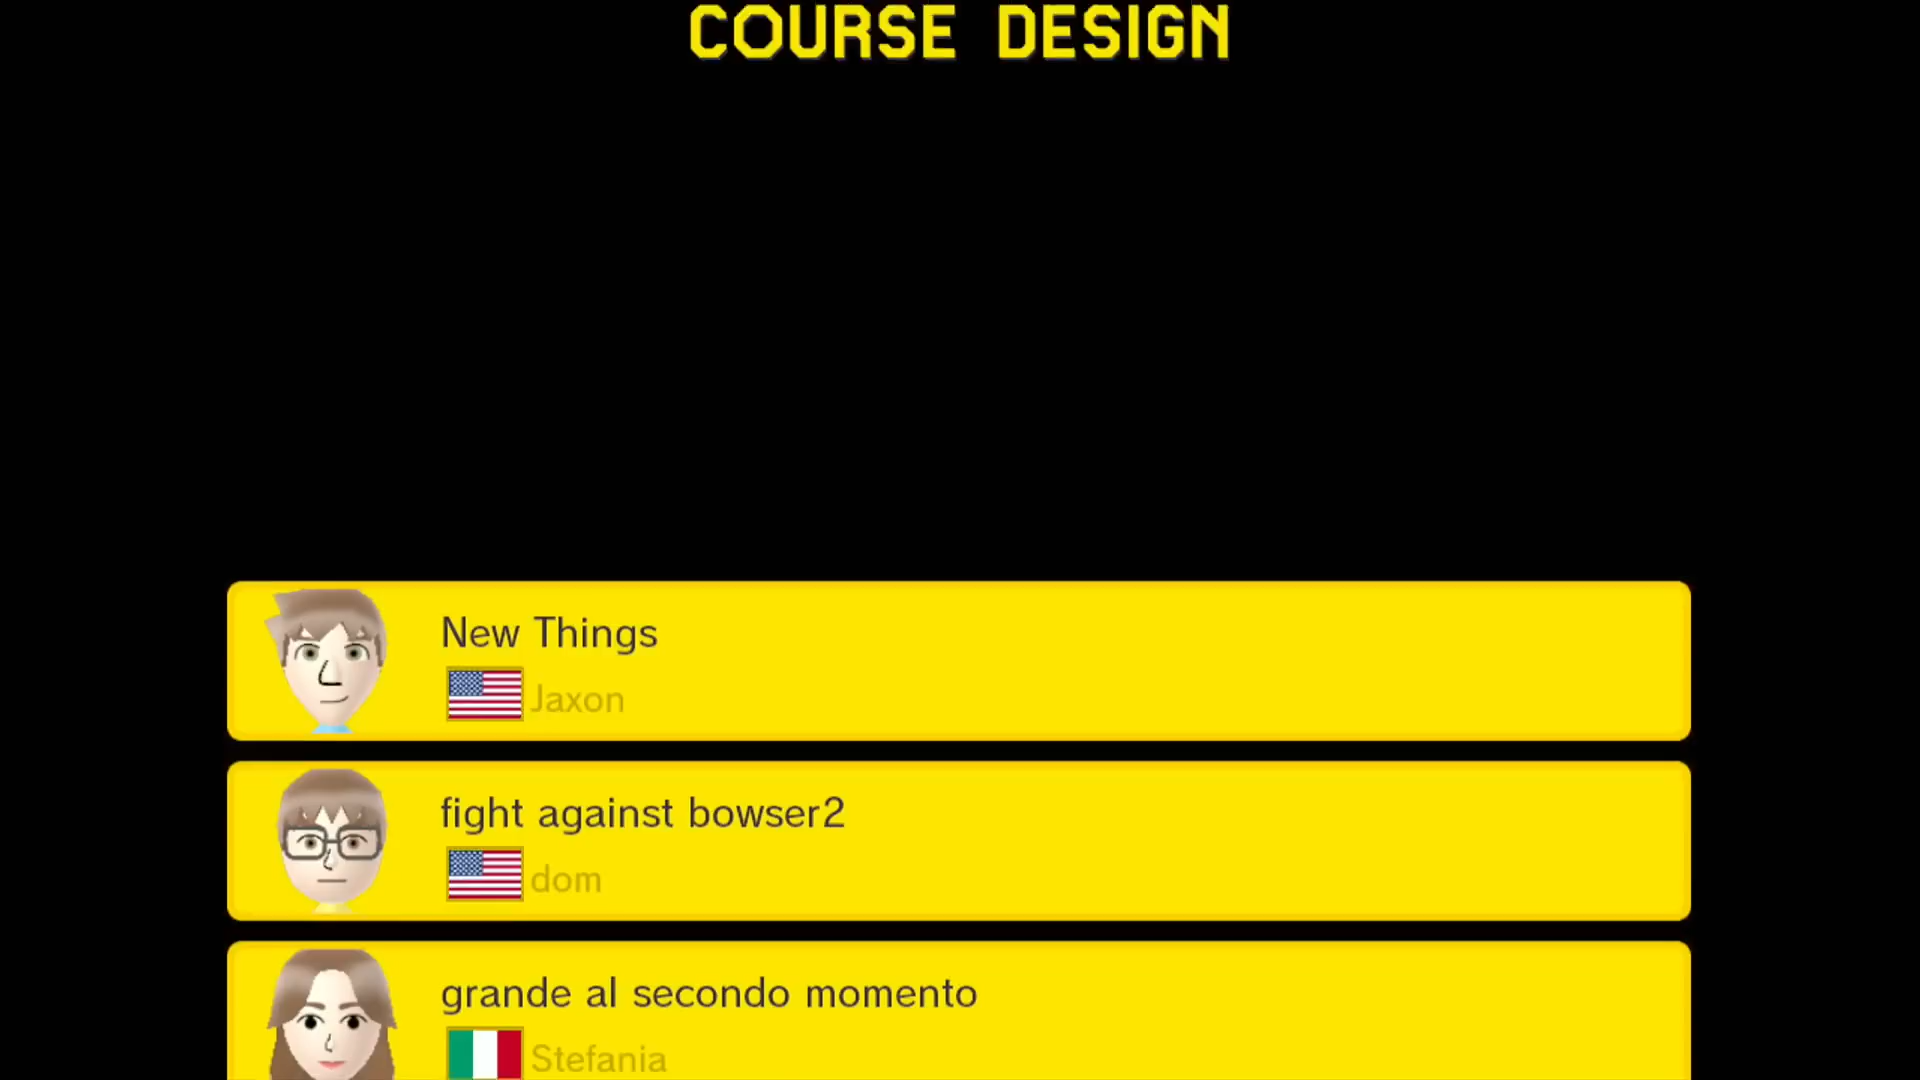 COURSE DESIGN
New Things
Jaxon
fight against bowser2
dom
grande al secondo momento
Stefania